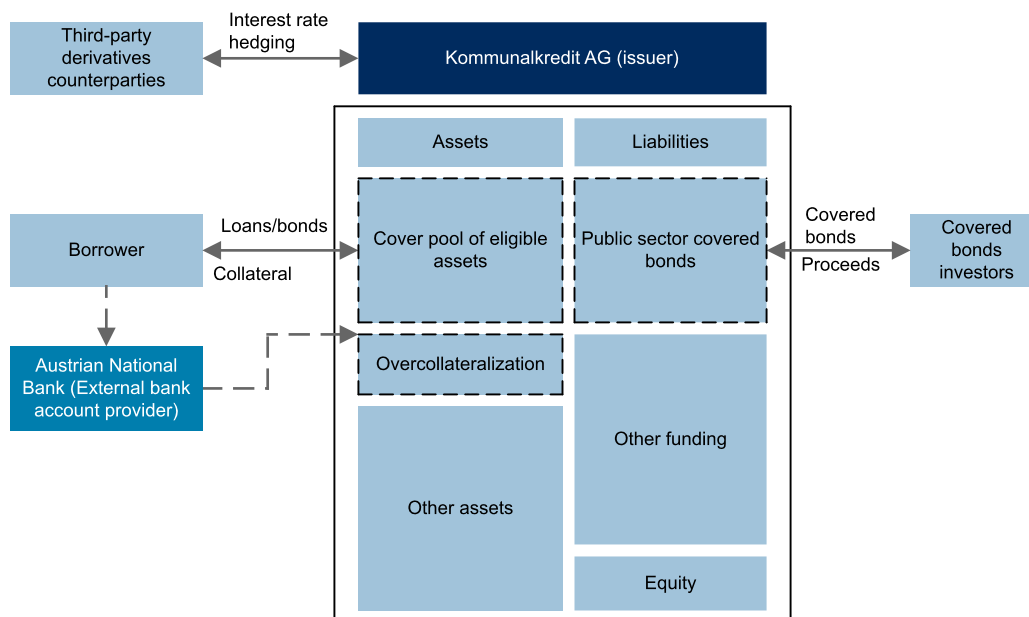 Third-party
derivatives
counterparties
Interest rate
hedging
Kommunalkredit AG (issuer)
Assets
Liabilities
Borrower
Loans/bonds
Collateral
Cover pool of eligible
assets
Public sector covered
bonds
Covered
bonds
Proceeds
Covered
bonds
investors
Austrian National
Bank (External bank
account provider)
Overcollateralization
Other funding
Other assets
Equity